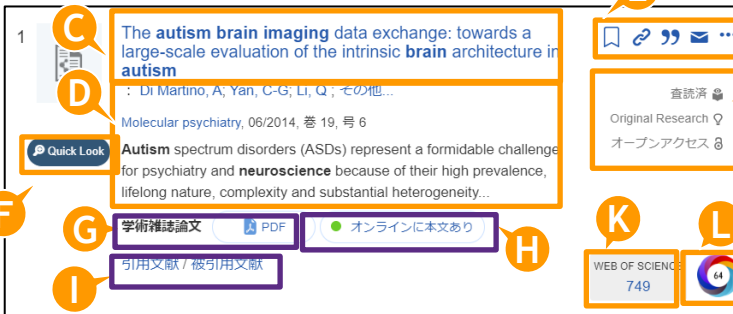 1
C
The autism brain imaging data exchange: towards a
large-scale evaluation of the intrinsic brain architecture in
autism
D
: Di Martino, A; Yan, C-G; Li, Q ; その他...
Molecular psychiatry, 06/2014, 巻 19, 号 6
Quick Look
Autism spectrum disorders (ASDs) represent a formidable challenge
for psychiatry and neuroscience because of their high prevalence,
lifelong nature, complexity and substantial heterogeneity...
査読済
Original Research
オープンアクセス
F
G
学術雑誌論文
PDF
オンラインに本文あり
H
I
引用文献 / 被引用文献
K
L
WEB OF SCIENCE
749
64